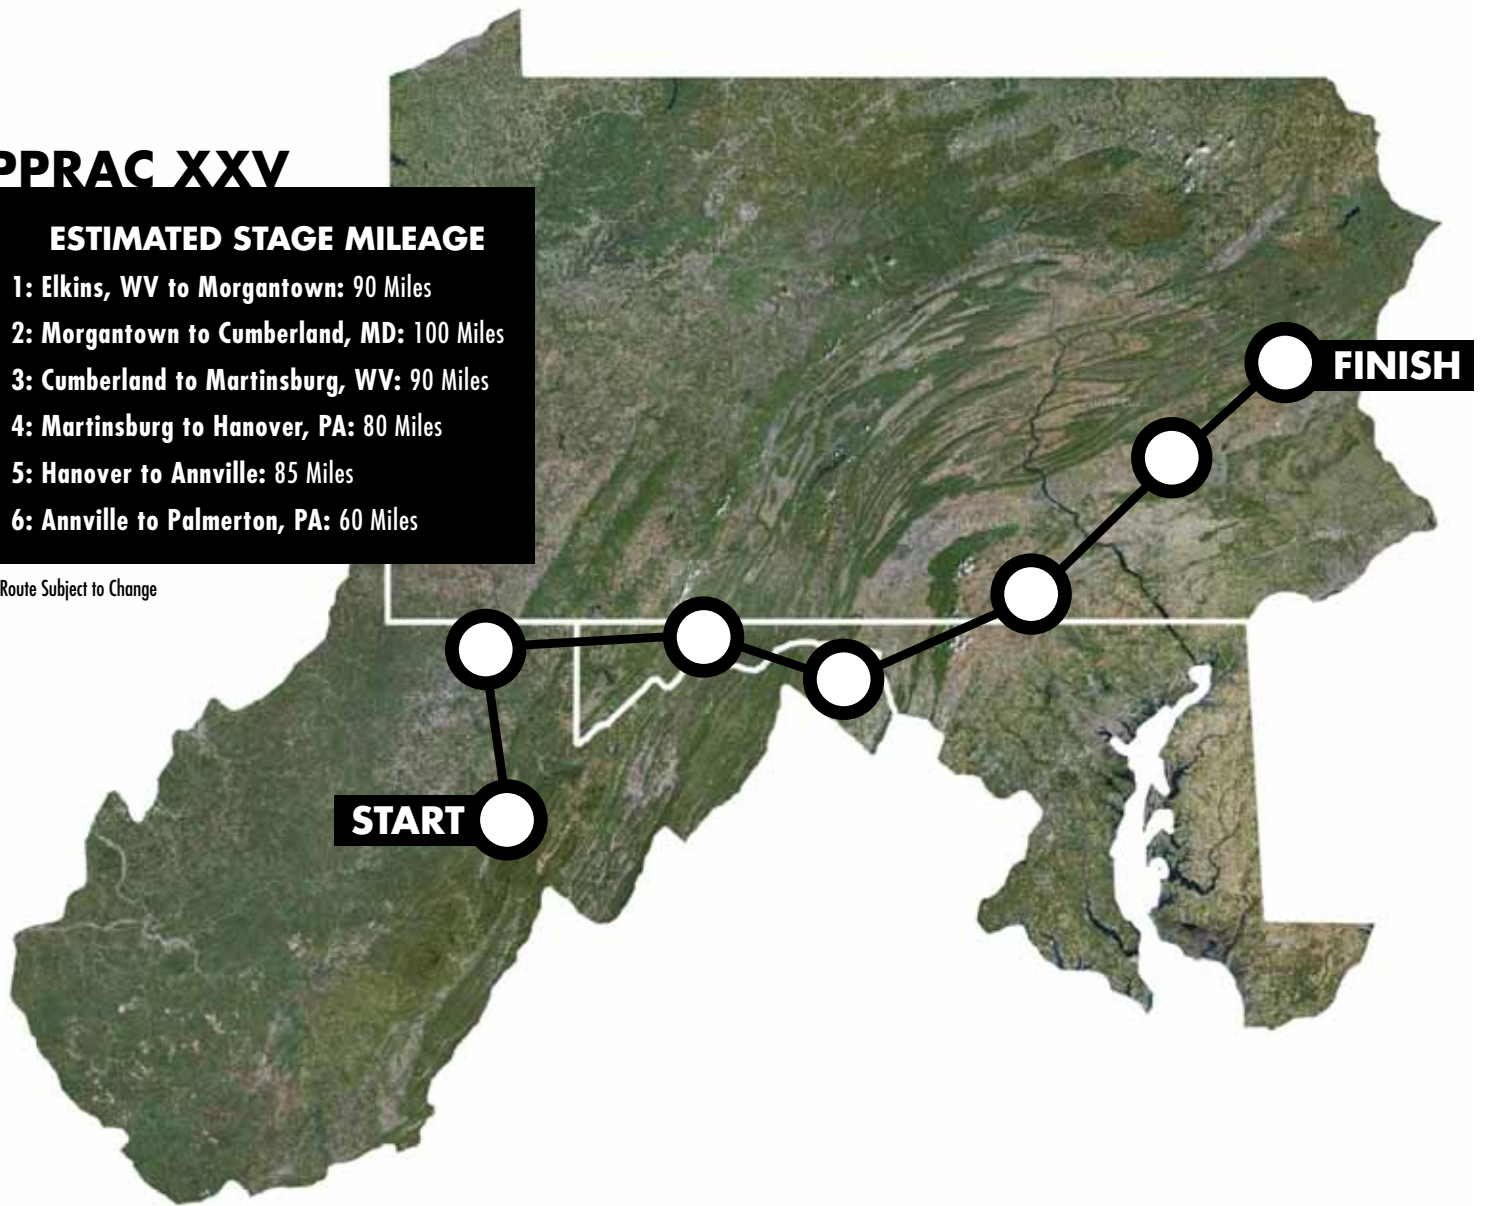 PPRAC XXV
ESTIMATED STAGE MILEAGE
1: Elkins, WV to Morgantown: 90 Miles
2: Morgantown to Cumberland, MD: 100 Miles
3: Cumberland to Martinsburg, WV: 90 Miles
4: Martinsburg to Hanover, PA: 80 Miles
5: Hanover to Annville: 85 Miles
6: Annville to Palmerton, PA: 60 Miles
Route Subject to Change
FINISH
START